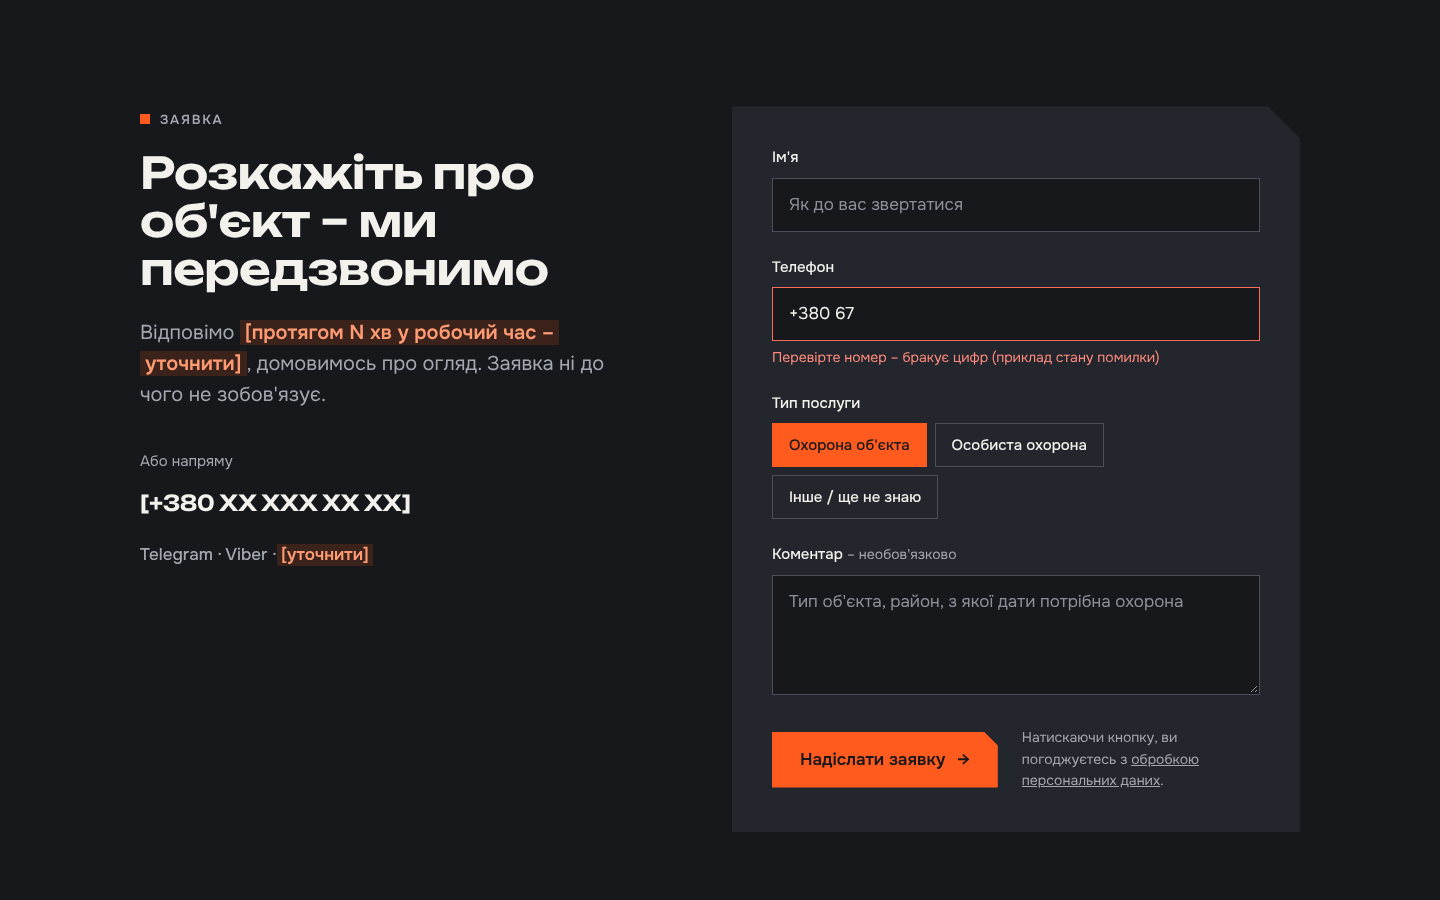 ЗАЯВКА
Розкажіть про
об'єкт – ми
передзвонимо
Відповімо [протягом N хв у робочий час –
уточнити], домовимось про огляд. Заявка ні до
чого не зобов'язує.
Або напряму
[+380 XX XXX XX XX]
Telegram · Viber · [уточнити]
Ім'я
Як до вас звертатися
Телефон
+380 67
Перевірте номер – бракує цифр (приклад стану помилки)
Тип послуги
Охорона об'єкта
Особиста охорона
Інше / ще не знаю
Коментар – необов'язково
Тип об'єкта, район, з якої дати потрібна охорона
Надіслати заявку →
Натискаючи кнопку, ви
погоджуєтесь з обробкою
персональних даних.